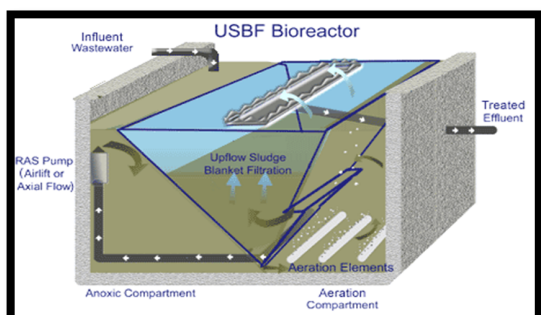 USBF Bioreactor
Influent
Wastewater
Treated
Effluent
RAS Pump
(Airlift or
Axial Flow)
Upflow Sludge
Blanket Filtration
Aeration Elements
Anoxic Compartment
Aeration
Compartment